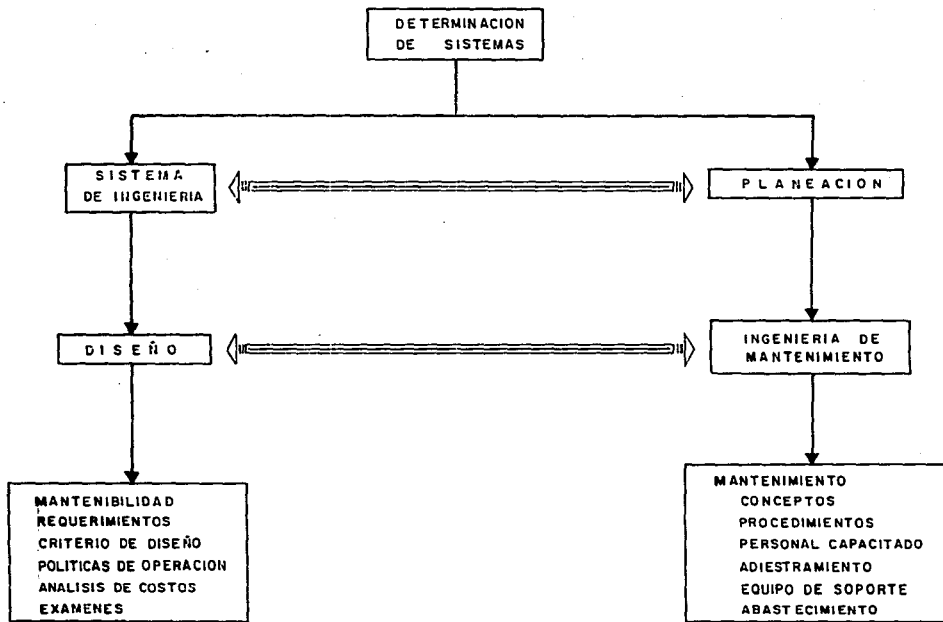 DETERMINACION
DE SISTEMAS
SISTEMA
DE INGENIERIA
PLANEACION
DISEÑO
INGENIERIA DE
MANTENIMIENTO
MANTENIBILIDAD
REQUERIMIENTOS
CRITERIO DE DISEÑO
POLITICAS DE OPERACION
ANALISIS DE COSTOS
EXAMENES
MANTENIMIENTO
CONCEPTOS
PROCEDIMIENTOS
PERSONAL CAPACITADO
ADIESTRAMIENTO
EQUIPO DE SOPORTE
ABASTECIMIENTO